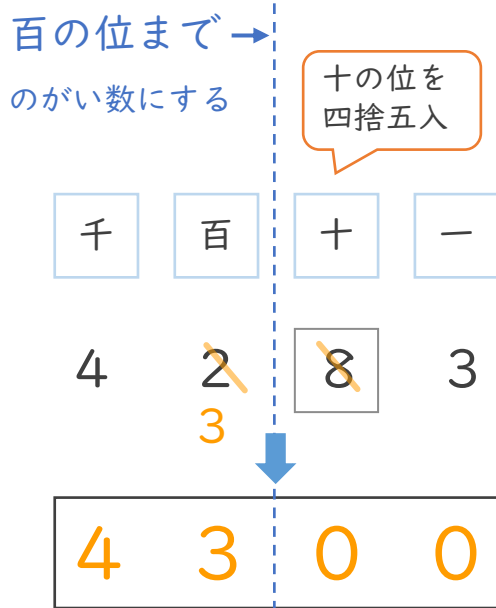 百の位まで→
のがい数にする
十の位を
四捨五入
千 百 十 一
4 2 8 3
3
4 3 0 0